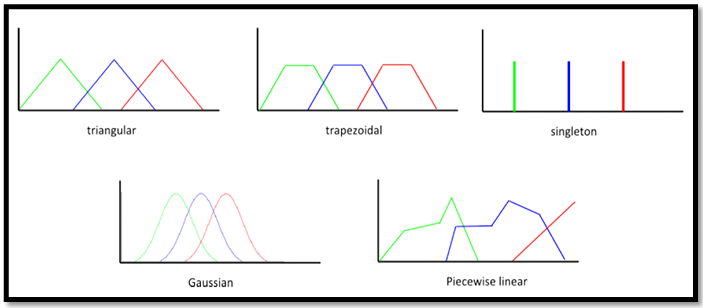 triangular
trapezoidal
singleton
Gaussian
Piecewise linear